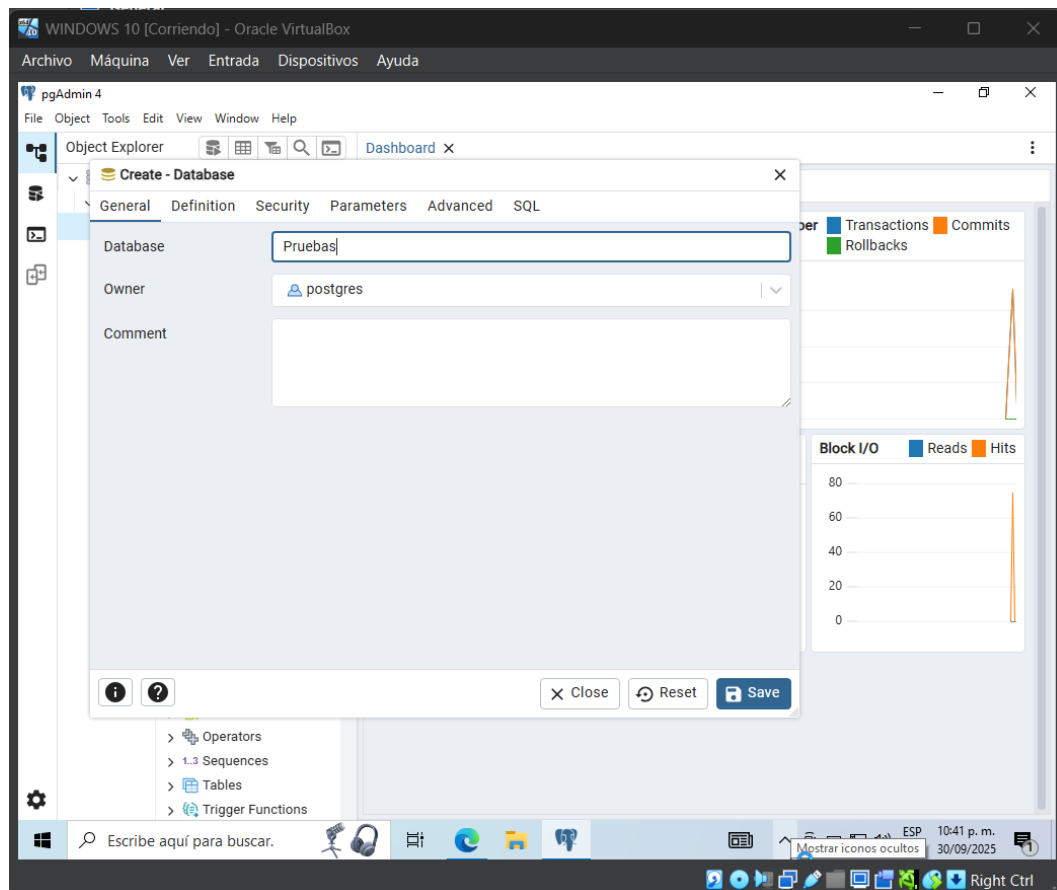 WINDOWS 10 [Corriendo] - Oracle VirtualBox
Archivo Máquina Ver Entrada Dispositivos Ayuda
pgAdmin 4
File Object Tools Edit View Window Help
Object Explorer
Dashboard
Create - Database
General Definition Security Parameters Advanced SQL
Database
Pruebas
Owner
postgres
Comment
Close
Reset
Save
Transactions Commits
Rollbacks
Block I/O
Reads Hits
80
60
40
20
0
Operators
1..3 Sequences
Tables
Trigger Functions
Escribe aquí para buscar.
Mostrar iconos ocultos
ESP
10:41 p. m.
30/09/2025
1
Right Ctrl